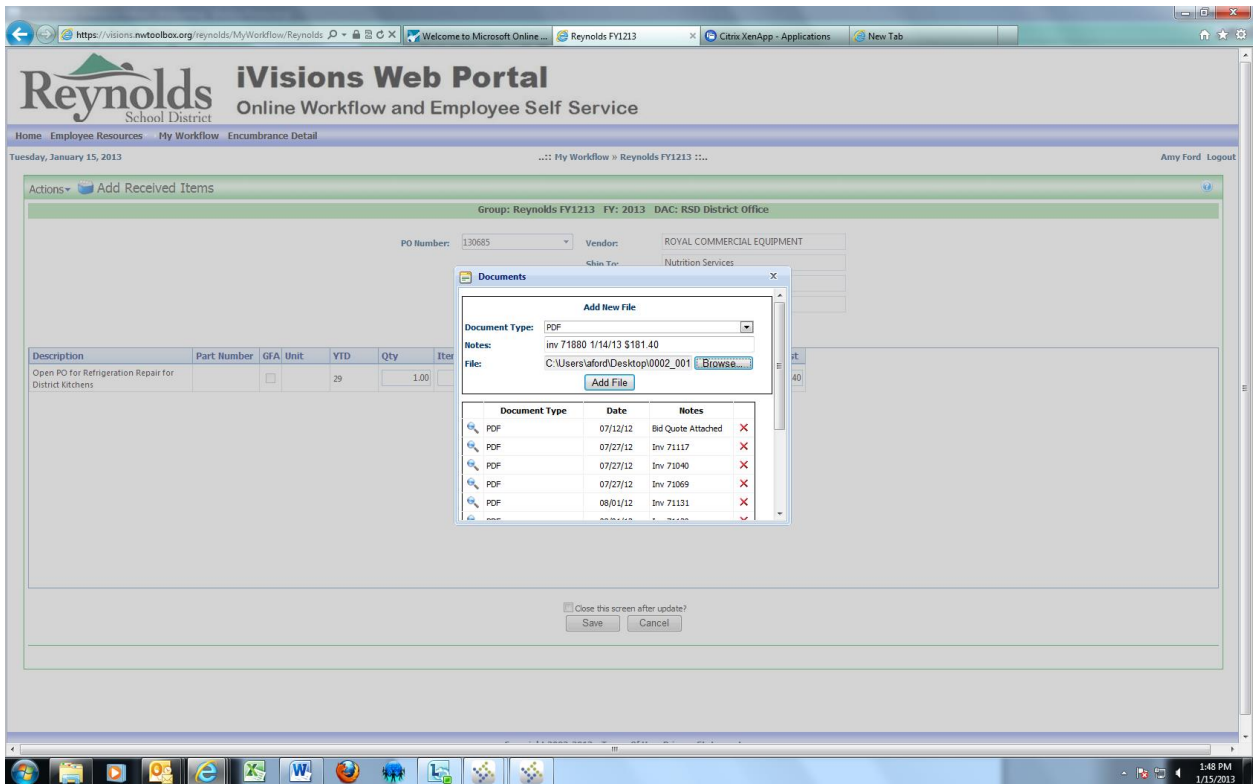 https://visions.nwtoolbox.org/reynolds/MyWorkflow/Reynolds
Welcome to Microsoft Online ...
Reynolds FY1213
Citrix XenApp - Applications
New Tab
Reynolds
School District
iVisions Web Portal
Online Workflow and Employee Self Service
Home Employee Resources My Workflow Encumbrance Detail
Tuesday, January 15, 2013
..:: My Workflow » Reynolds FY1213 ::..
Amy Ford Logout
Actions Add Received Items
Group: Reynolds FY1213 FY: 2013 DAC: RSD District Office
PO Number: 130685 Vendor: ROYAL COMMERCIAL EQUIPMENT
Ship To: Nutrition Services
Documents x
Add New File
Document Type: PDF
Notes: inv 71880 1/14/13 $181.40
File: C:\Users\aford\Desktop\0002_001 Browse...
Add File
Document Type Date Notes
PDF 07/12/12 Bid Quote Attached
PDF 07/27/12 Inv 71117
PDF 07/27/12 Inv 71040
PDF 07/27/12 Inv 71069
PDF 08/01/12 Inv 71131
Description Part Number GFA Unit YTD Qty Iter st
Open PO for Refrigeration Repair for
District Kitchens
29 1.00 40
Close this screen after update?
Save Cancel
1:48 PM
1/15/2013